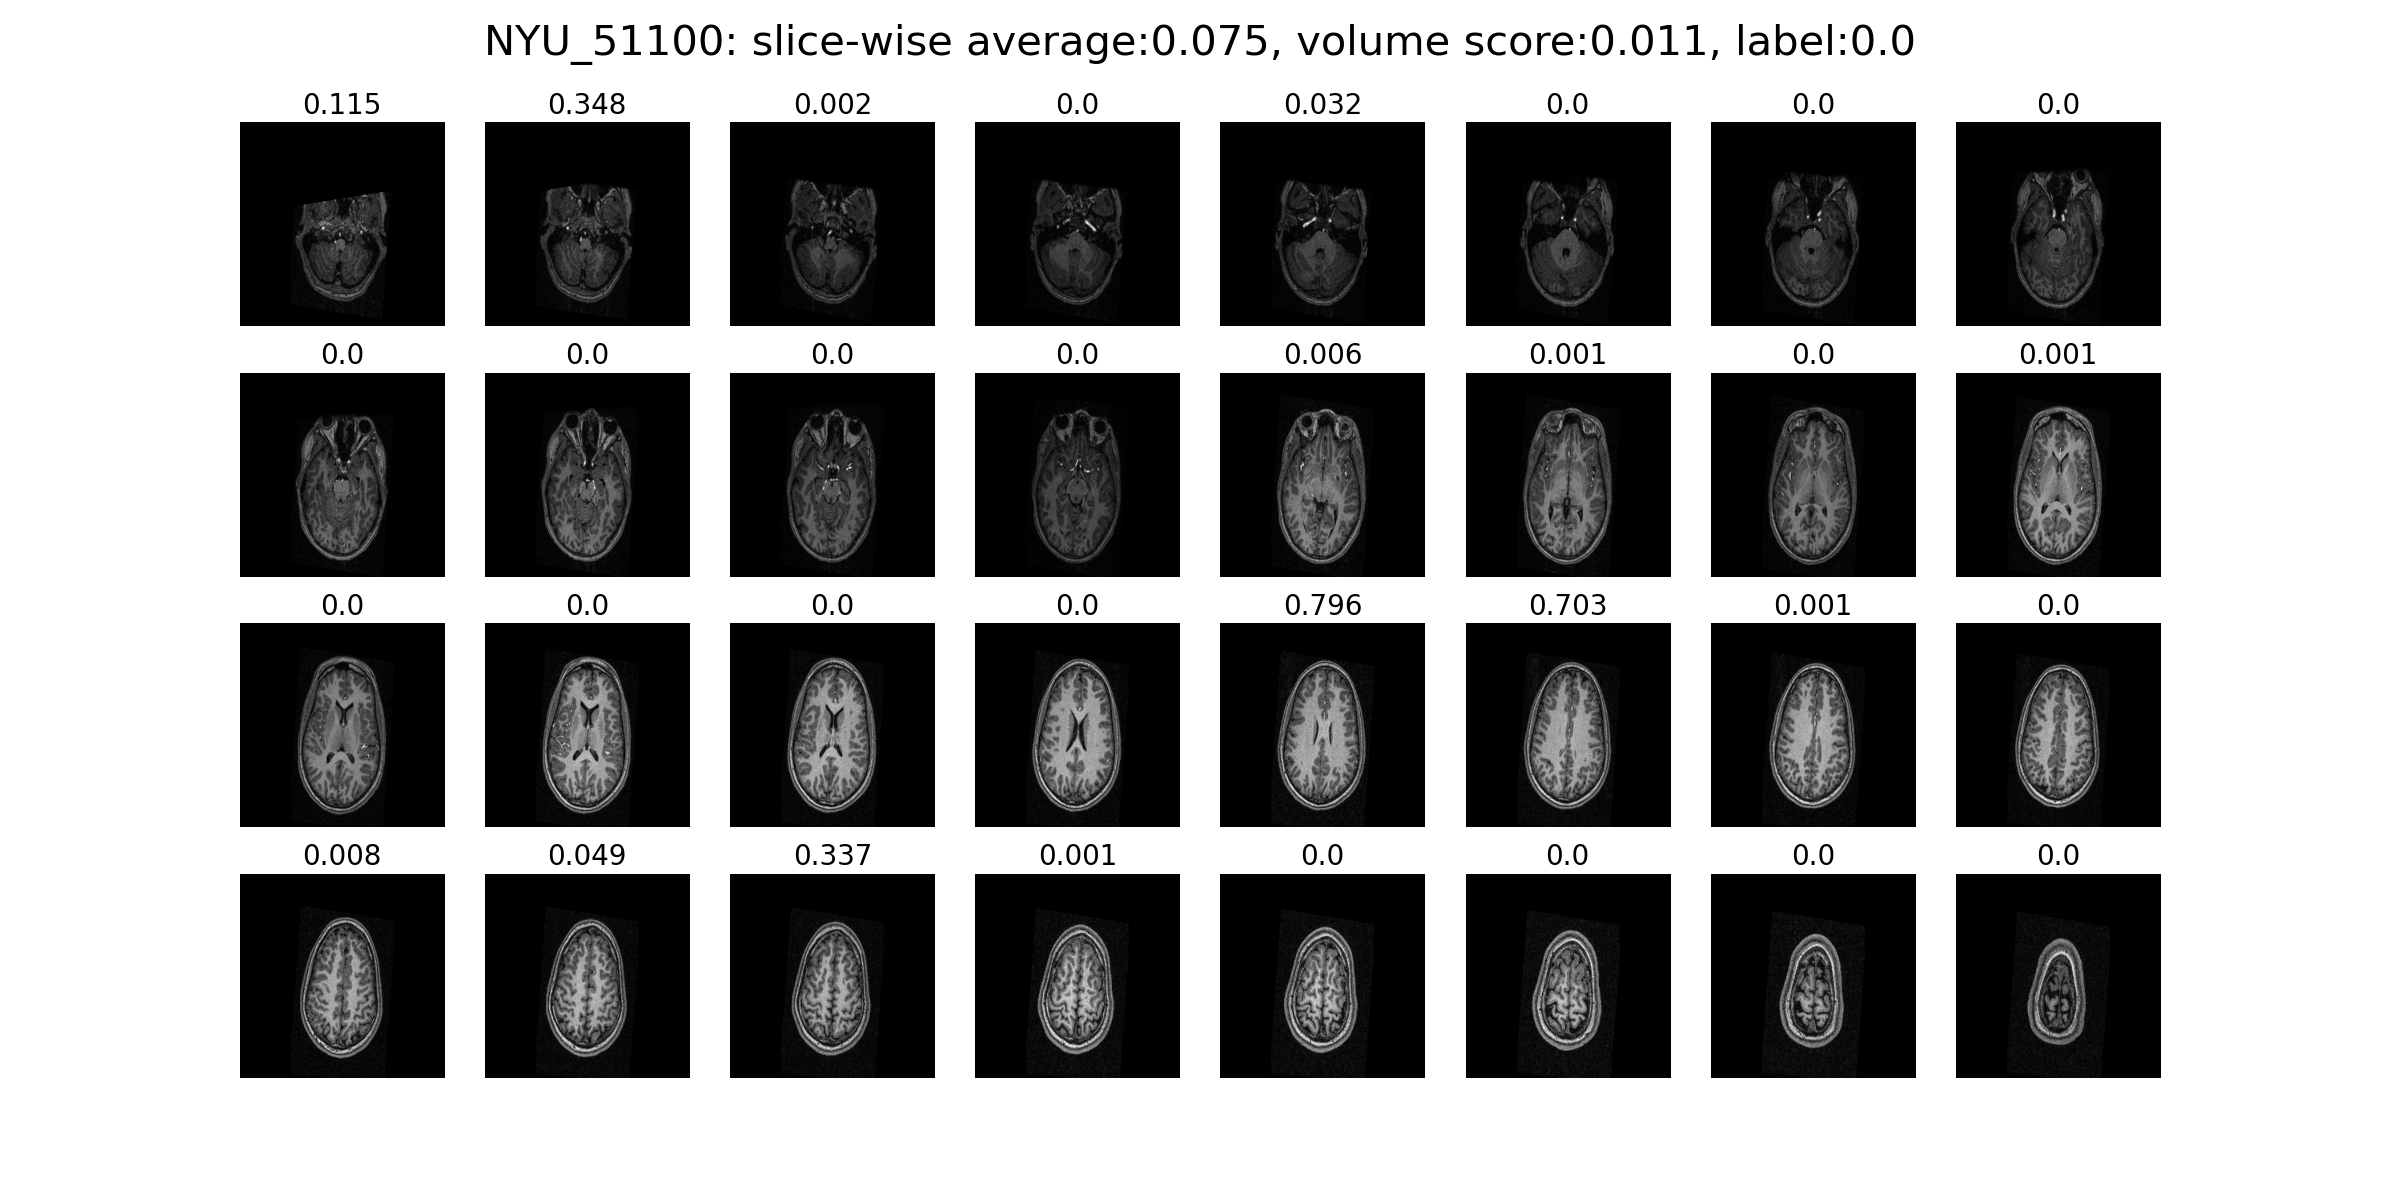 NYU_51100: slice-wise average:0.075, volume score:0.011, label:0.0
0.115 0.348 0.002 0.0 0.032 0.0 0.0 0.0
0.0 0.0 0.0 0.0 0.006 0.001 0.0 0.001
0.0 0.0 0.0 0.0 0.796 0.703 0.001 0.0
0.008 0.049 0.337 0.001 0.0 0.0 0.0 0.0